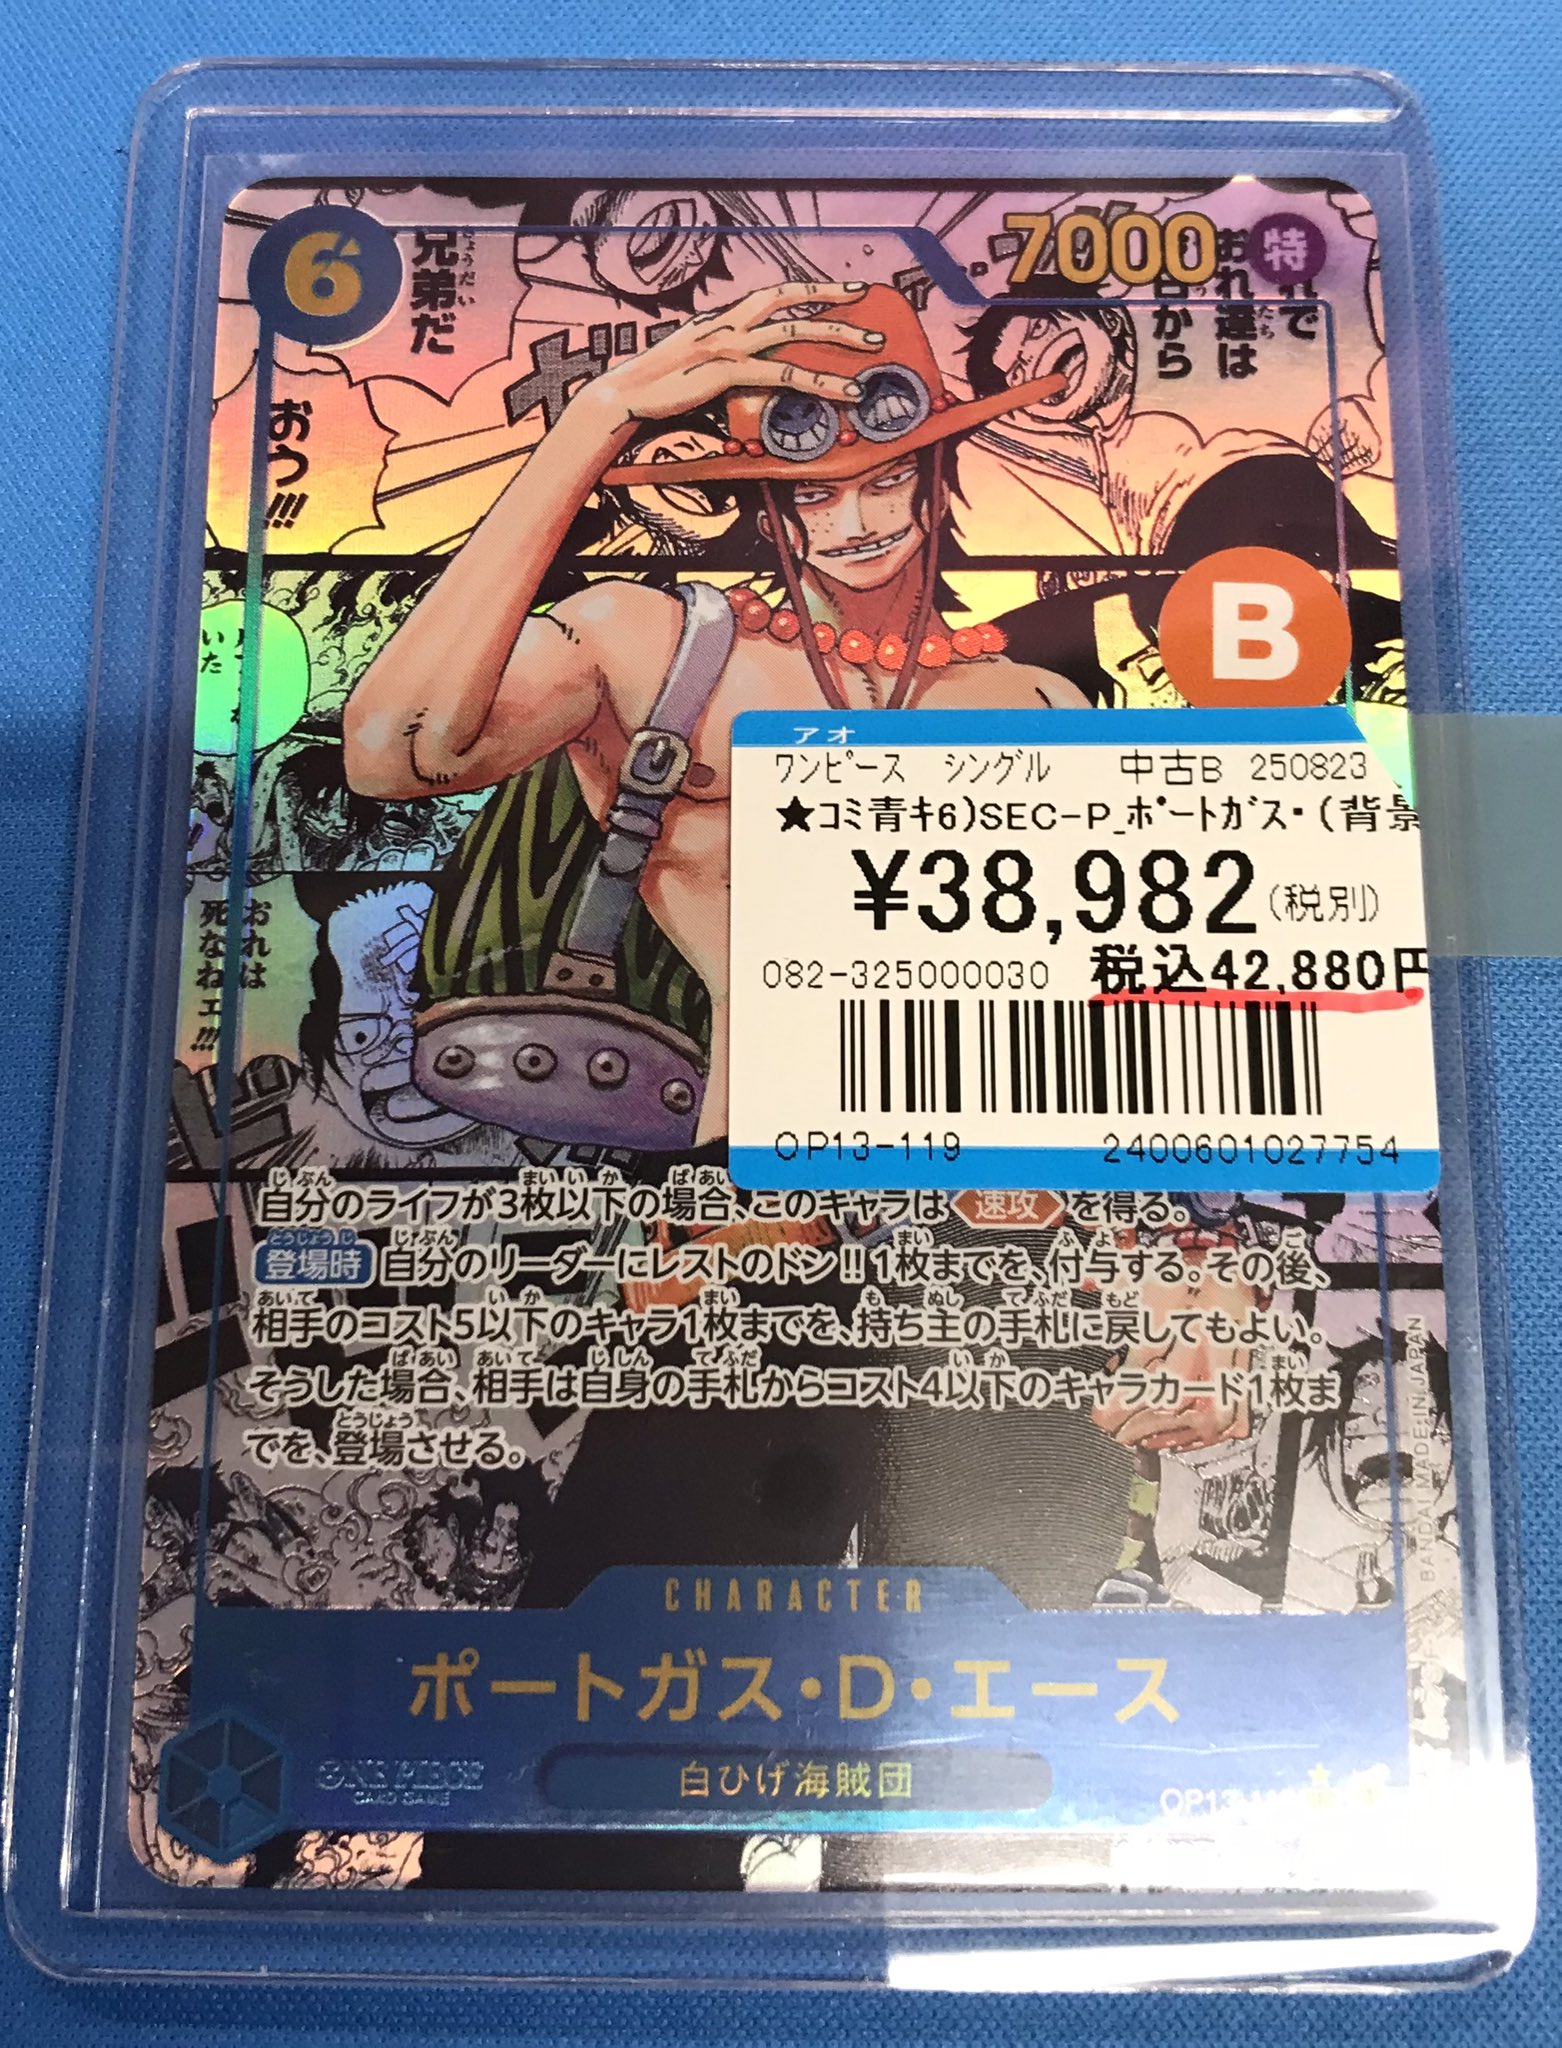 6
7000
特
兄弟だ
おう!!!
おれ達は
から
いた
おれは
死なねェ!!!
B
アオ
ワンピース シングル 中古B 250823
★コミ青キ6)SEC-P_ポートガス・(背景
¥38,982(税別)
082-325000030 税込42,880円
OP13-119 2400601027754
自分のライフが3枚以下の場合、このキャラは 速攻 を得る。
登場時 自分のリーダーにレストのドン!!1枚までを、付与する。その後、
相手のコスト5以下のキャラ1枚までを、持ち主の手札に戻してもよい。
そうした場合、相手は自身の手札からコスト4以下のキャラカード1枚ま
でを、登場させる。
BANDAI MADE IN JAPAN
CHARACTER
ポートガス・D・エース
ONE PIECE
CARD GAME
白ひげ海賊団